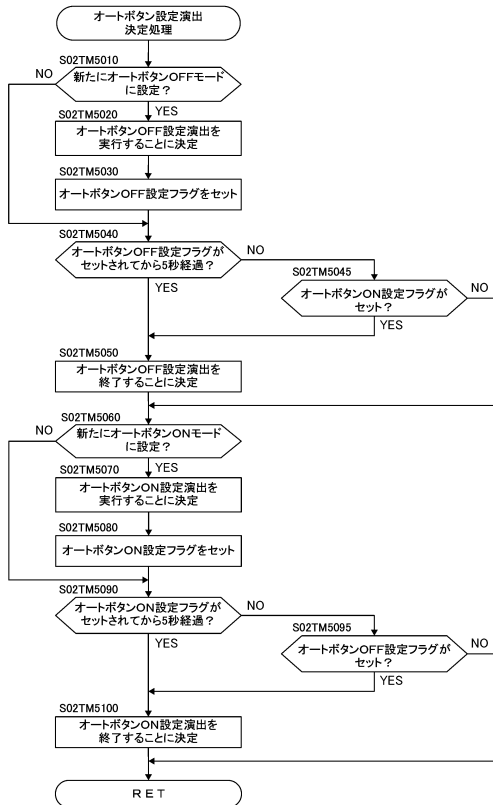 オートボタン設定演出
決定処理
S02TM5010
NO
新たにオートボタンOFFモード
に設定？
YES
S02TM5020
オートボタンOFF設定演出を
実行することに決定
S02TM5030
オートボタンOFF設定フラグをセット
S02TM5040
オートボタンOFF設定フラグが
セットされてから5秒経過？
NO
YES
S02TM5045
オートボタンON設定フラグが
セット？
NO
YES
S02TM5050
オートボタンOFF設定演出を
終了することに決定
S02TM5060
NO
新たにオートボタンONモード
に設定？
YES
S02TM5070
オートボタンON設定演出を
実行することに決定
S02TM5080
オートボタンON設定フラグをセット
S02TM5090
オートボタンON設定フラグが
セットされてから5秒経過？
NO
YES
S02TM5095
オートボタンOFF設定フラグが
セット？
NO
YES
S02TM5100
オートボタンON設定演出を
終了することに決定
RET